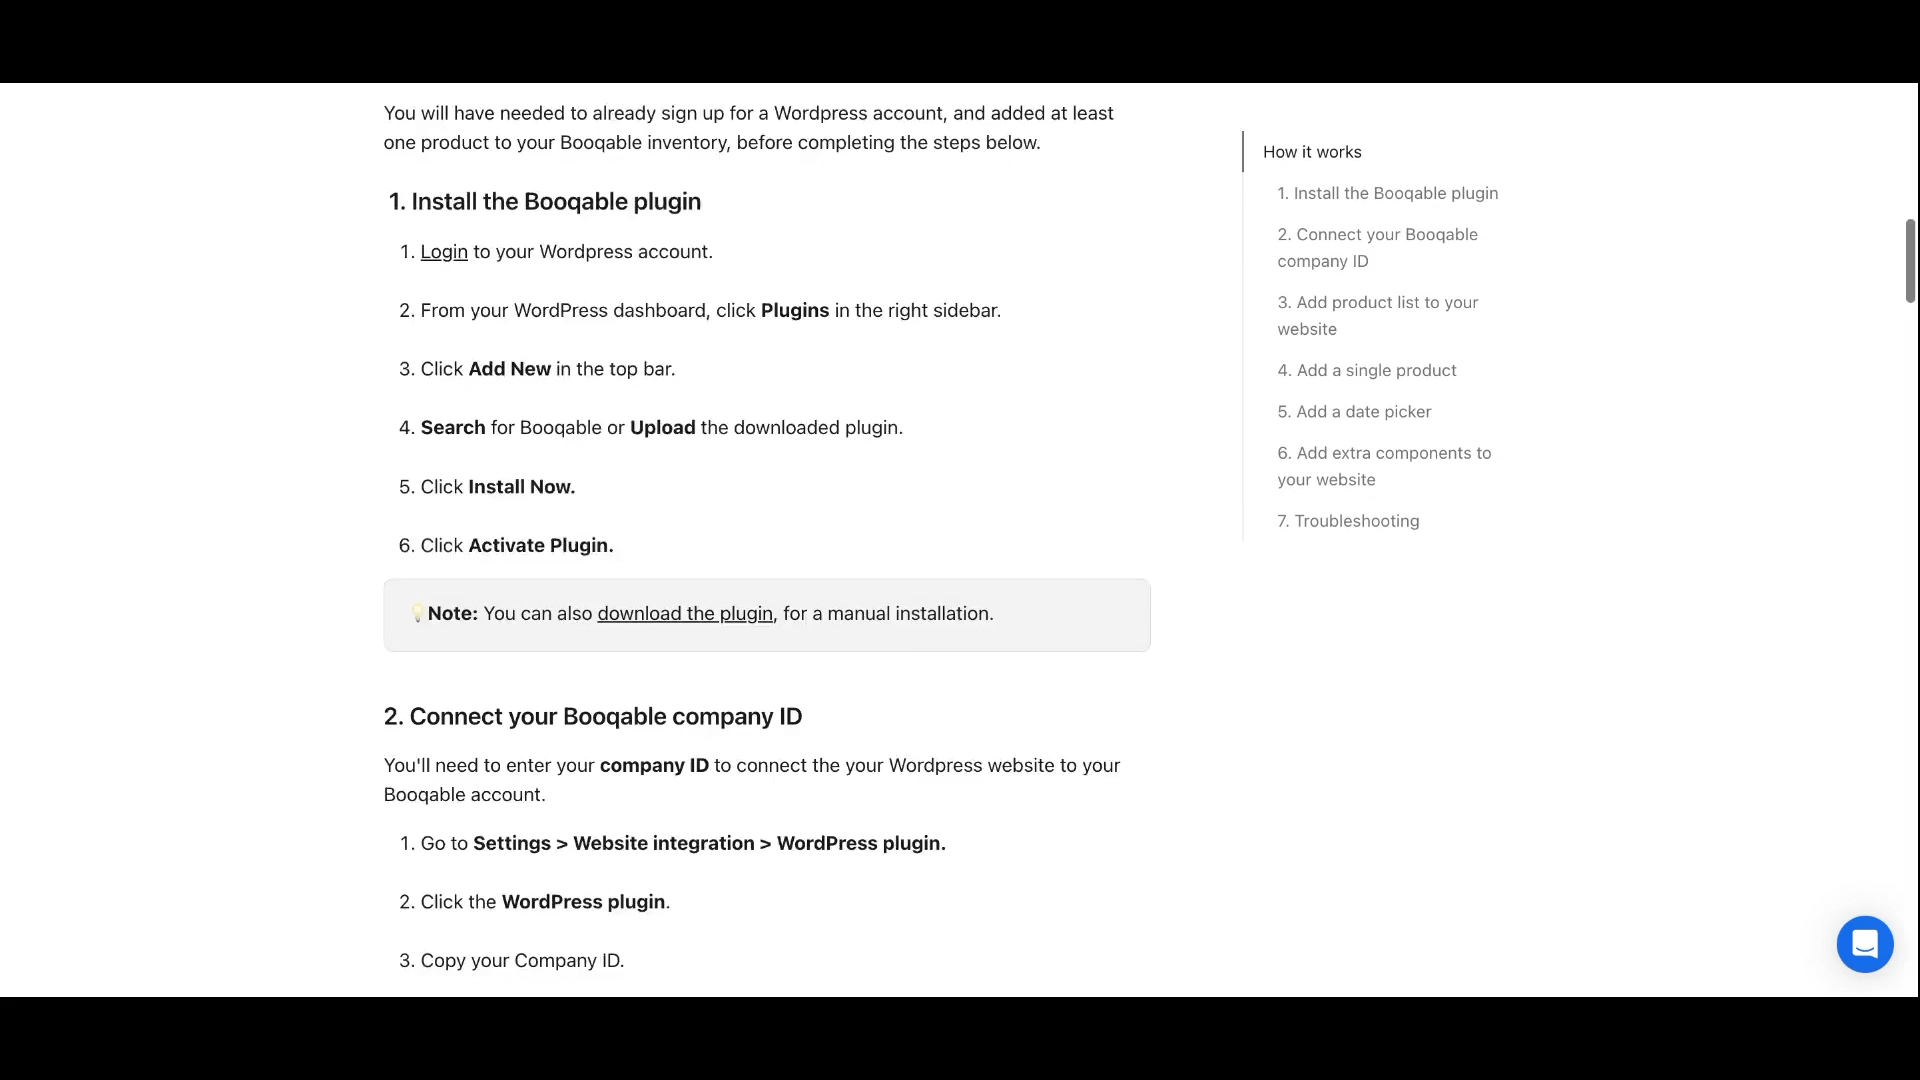 You will have needed to already sign up for a Wordpress account, and added at least
one product to your Booqable inventory, before completing the steps below.
1. Install the Booqable plugin
1. Login to your Wordpress account.
2. From your WordPress dashboard, click Plugins in the right sidebar.
3. Click Add New in the top bar.
4. Search for Booqable or Upload the downloaded plugin.
5. Click Install Now.
6. Click Activate Plugin.
💡Note: You can also download the plugin, for a manual installation.
2. Connect your Booqable company ID
You'll need to enter your company ID to connect the your Wordpress website to your
Booqable account.
1. Go to Settings > Website integration > WordPress plugin.
2. Click the WordPress plugin.
3. Copy your Company ID.
How it works
1. Install the Booqable plugin
2. Connect your Booqable
company ID
3. Add product list to your
website
4. Add a single product
5. Add a date picker
6. Add extra components to
your website
7. Troubleshooting